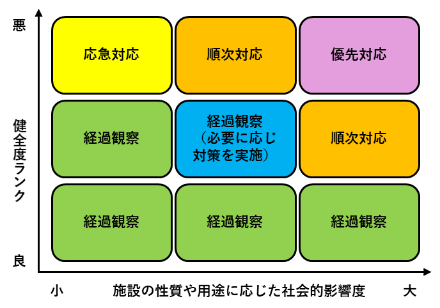 悪
応急対応
順次対応
優先対応
健全度ランク
経過観察
経過観察
（必要に応じ
対策を実施）
順次対応
経過観察
経過観察
経過観察
良
小
施設の性質や用途に応じた社会的影響度
大